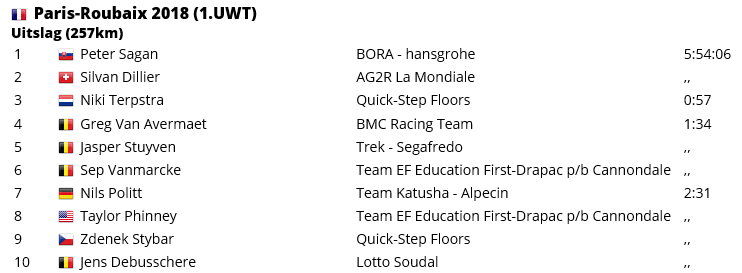 Paris-Roubaix 2018 (1.UWT)
Uitslag (257km)
1 Peter Sagan BORA - hansgrohe 5:54:06
2 Silvan Dillier AG2R La Mondiale ,,
3 Niki Terpstra Quick-Step Floors 0:57
4 Greg Van Avermaet BMC Racing Team 1:34
5 Jasper Stuyven Trek - Segafredo ,,
6 Sep Vanmarcke Team EF Education First-Drapac p/b Cannondale ,,
7 Nils Politt Team Katusha - Alpecin 2:31
8 Taylor Phinney Team EF Education First-Drapac p/b Cannondale ,,
9 Zdenek Stybar Quick-Step Floors ,,
10 Jens Debusschere Lotto Soudal ,,